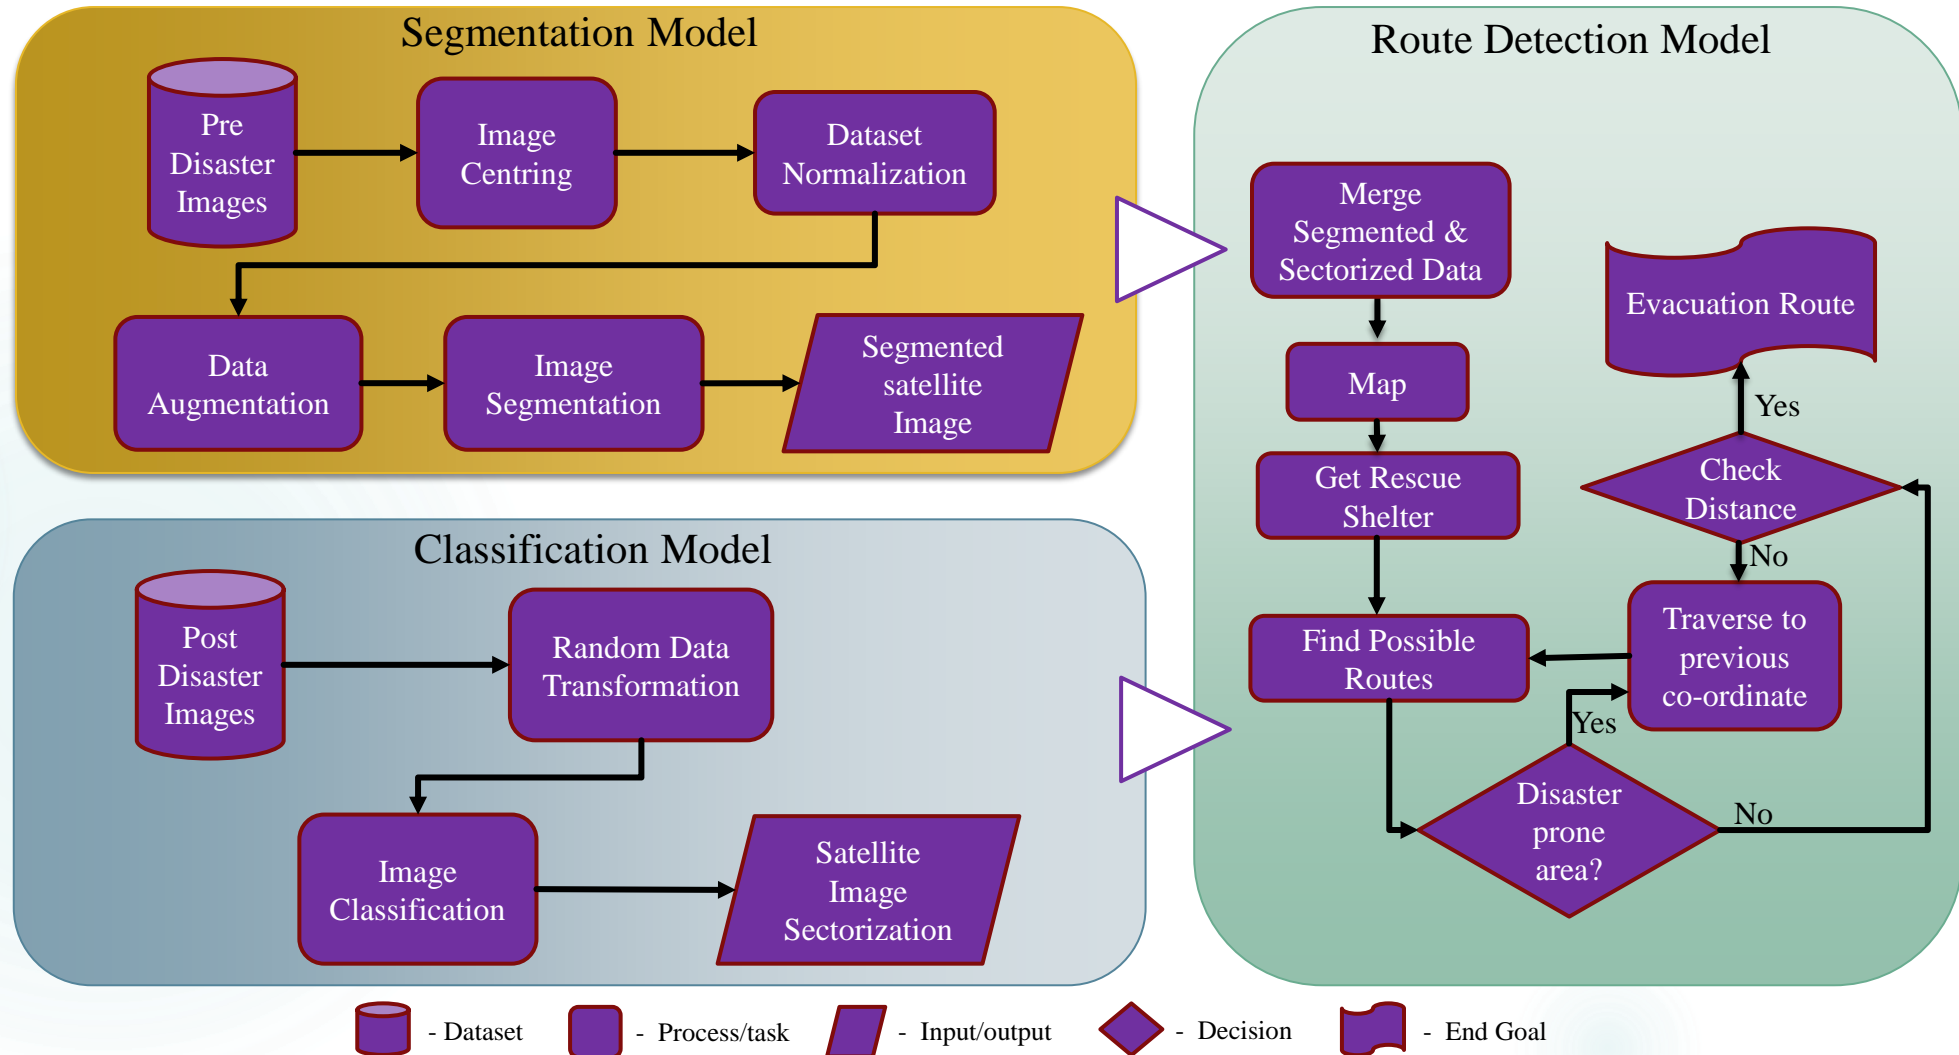 Segmentation Model
Pre
Disaster
Images
Image
Centring
Dataset
Normalization
Data
Augmentation
Image
Segmentation
Segmented
satellite
Image
Classification Model
Post
Disaster
Images
Random Data
Transformation
Image
Classification
Satellite
Image
Sectorization
Route Detection Model
Merge
Segmented &
Sectorized Data
Map
Get Rescue
Shelter
Find Possible
Routes
Disaster
prone
area?
Yes
No
Traverse to
previous
co-ordinate
Check
Distance
No
Yes
Evacuation Route
- Dataset
- Process/task
- Input/output
- Decision
- End Goal